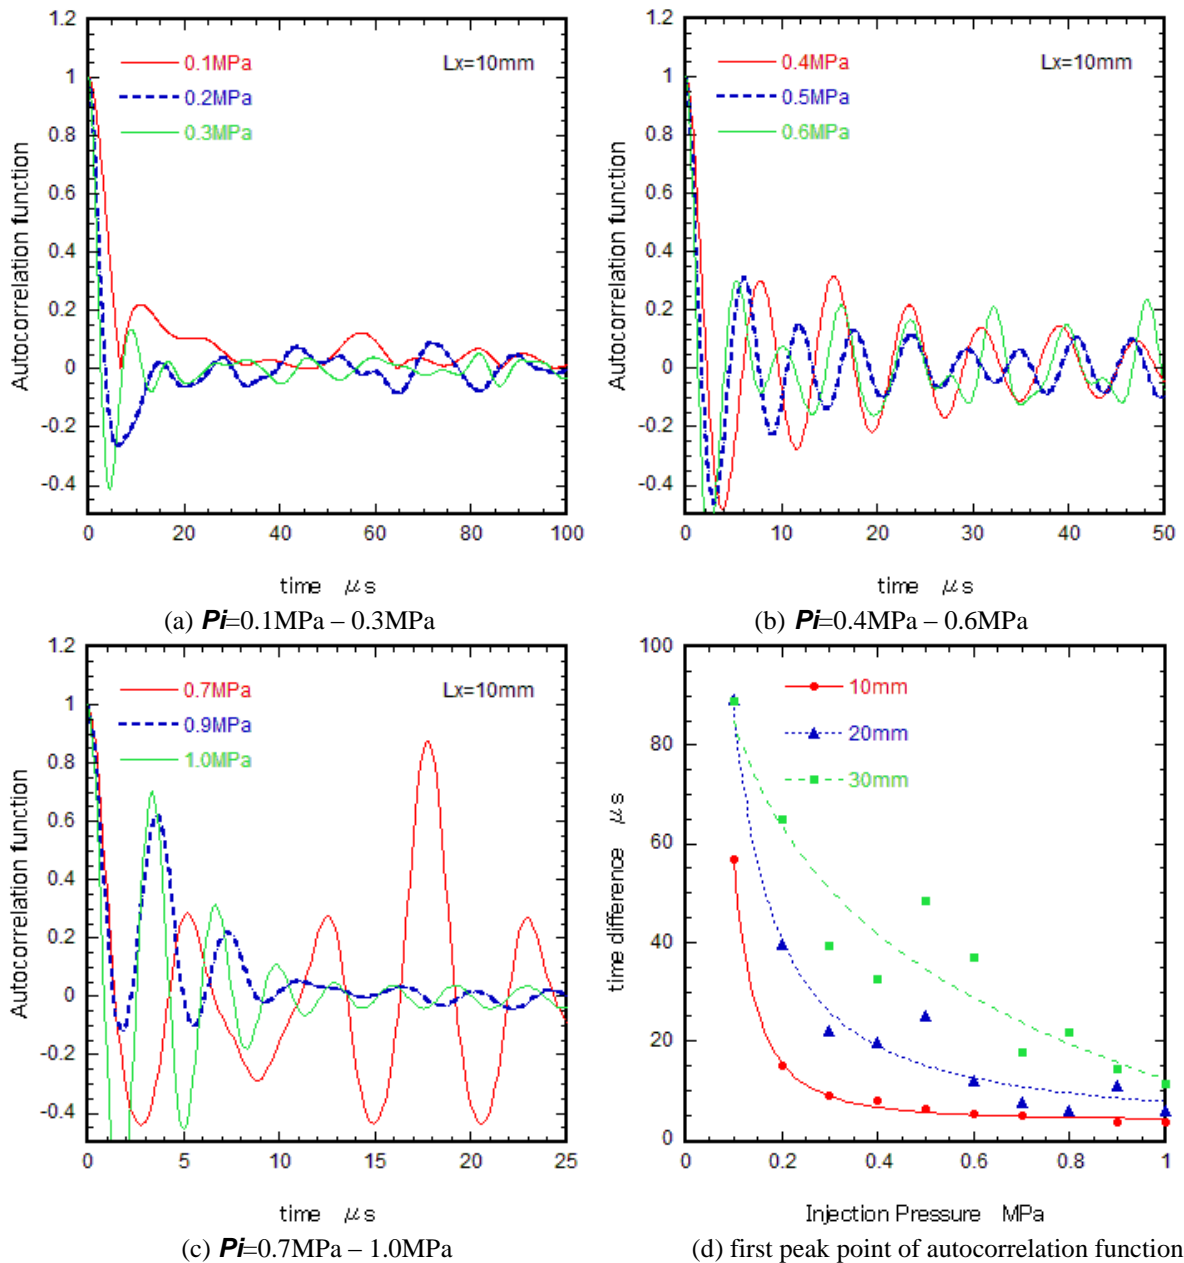 1.2
1
0.8
0.6
0.4
0.2
0
-0.2
-0.4
Autocorrelation function
0.1MPa
0.2MPa
0.3MPa
Lx=10mm
0 20 40 60 80 100
time μs
(a) Pi=0.1MPa – 0.3MPa
1.2
1
0.8
0.6
0.4
0.2
0
-0.2
-0.4
Autocorrelation function
0.4MPa
0.5MPa
0.6MPa
Lx=10mm
0 10 20 30 40 50
time μs
(b) Pi=0.4MPa – 0.6MPa
1.2
1
0.8
0.6
0.4
0.2
0
-0.2
-0.4
Autocorrelation function
0.7MPa
0.9MPa
1.0MPa
Lx=10mm
0 5 10 15 20 25
time μs
(c) Pi=0.7MPa – 1.0MPa
100
80
60
40
20
0
time difference μs
10mm
20mm
30mm
0 0.2 0.4 0.6 0.8 1
Injection Pressure MPa
(d) first peak point of autocorrelation function